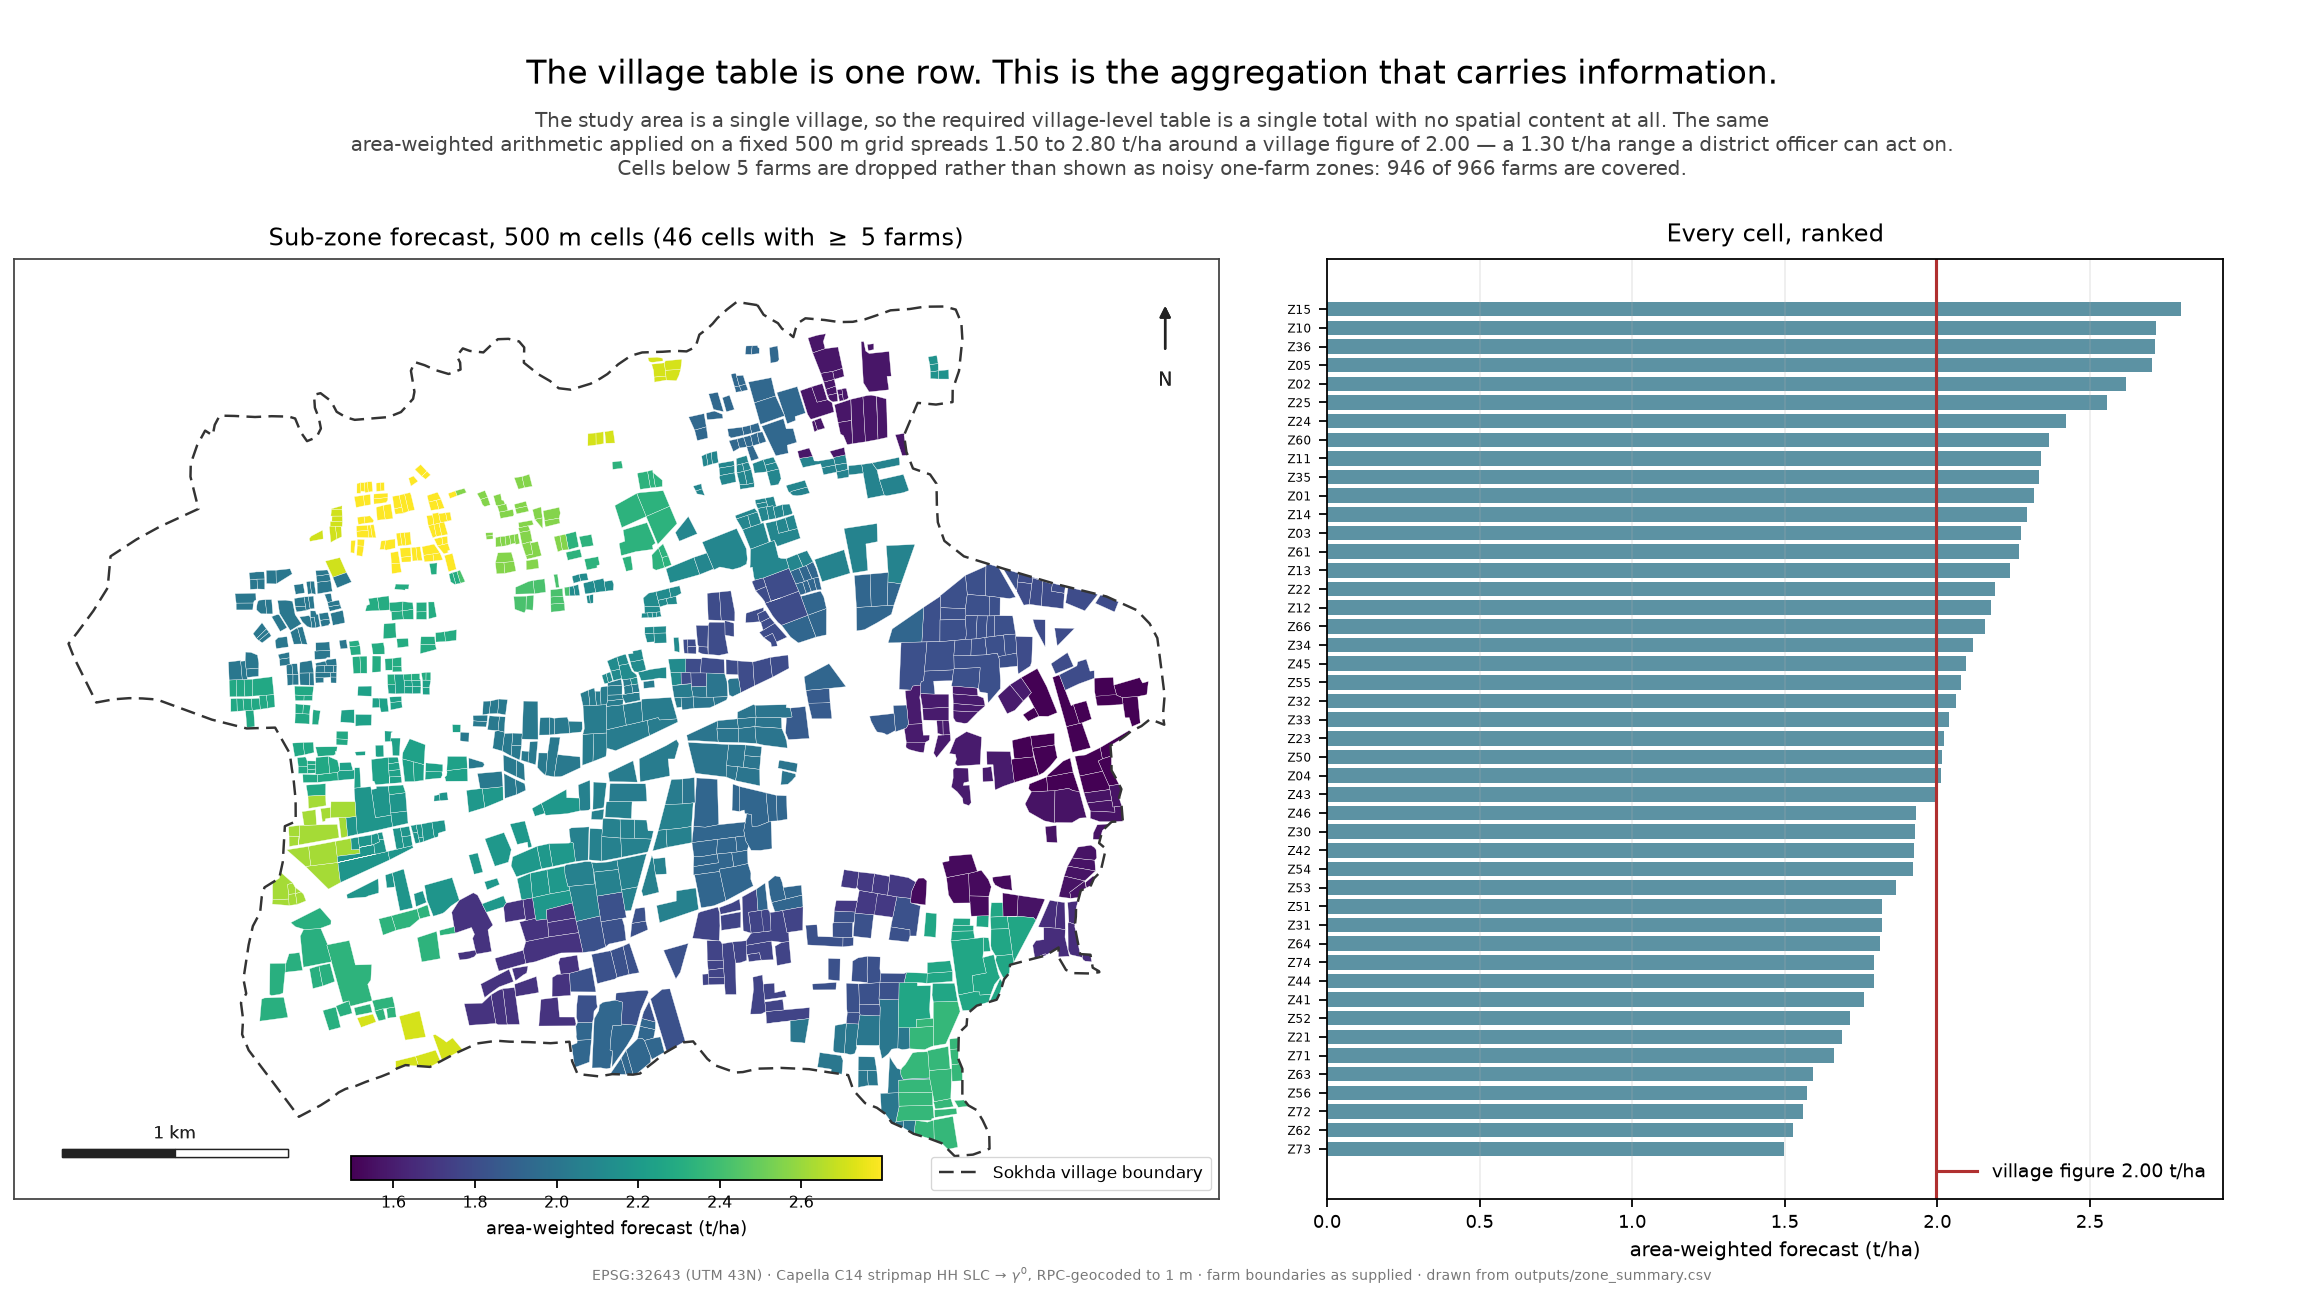 The village table is one row. This is the aggregation that carries information.
The study area is a single village, so the required village-level table is a single total with no spatial content at all. The same
area-weighted arithmetic applied on a fixed 500 m grid spreads 1.50 to 2.80 t/ha around a village figure of 2.00 — a 1.30 t/ha range a district officer can act on.
Cells below 5 farms are dropped rather than shown as noisy one-farm zones: 946 of 966 farms are covered.
Sub-zone forecast, 500 m cells (46 cells with ≥ 5 farms)
N
1 km
Sokhda village boundary
1.6 1.8 2.0 2.2 2.4 2.6
area-weighted forecast (t/ha)
Every cell, ranked
Z15
Z10
Z36
Z05
Z02
Z25
Z24
Z60
Z11
Z35
Z01
Z14
Z03
Z61
Z13
Z22
Z12
Z66
Z34
Z45
Z55
Z32
Z33
Z23
Z50
Z04
Z43
Z46
Z30
Z42
Z54
Z53
Z51
Z31
Z64
Z74
Z44
Z41
Z52
Z21
Z71
Z63
Z56
Z72
Z62
Z73
village figure 2.00 t/ha
0.0 0.5 1.0 1.5 2.0 2.5
area-weighted forecast (t/ha)
EPSG:32643 (UTM 43N) · Capella C14 stripmap HH SLC → γ⁰, RPC-geocoded to 1 m · farm boundaries as supplied · drawn from outputs/zone_summary.csv